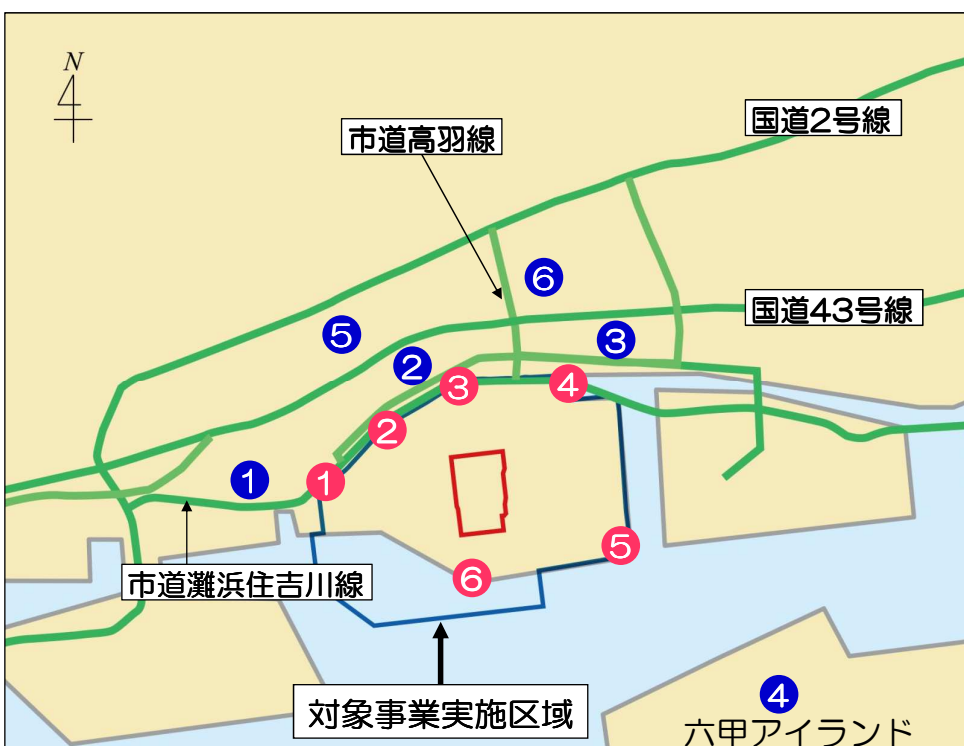 N
国道2号線
市道高羽線
⑥
国道43号線
⑤
③
②
③
④
②
①
①
⑤
⑥
市道灘浜住吉川線
対象事業実施区域
④
六甲アイランド